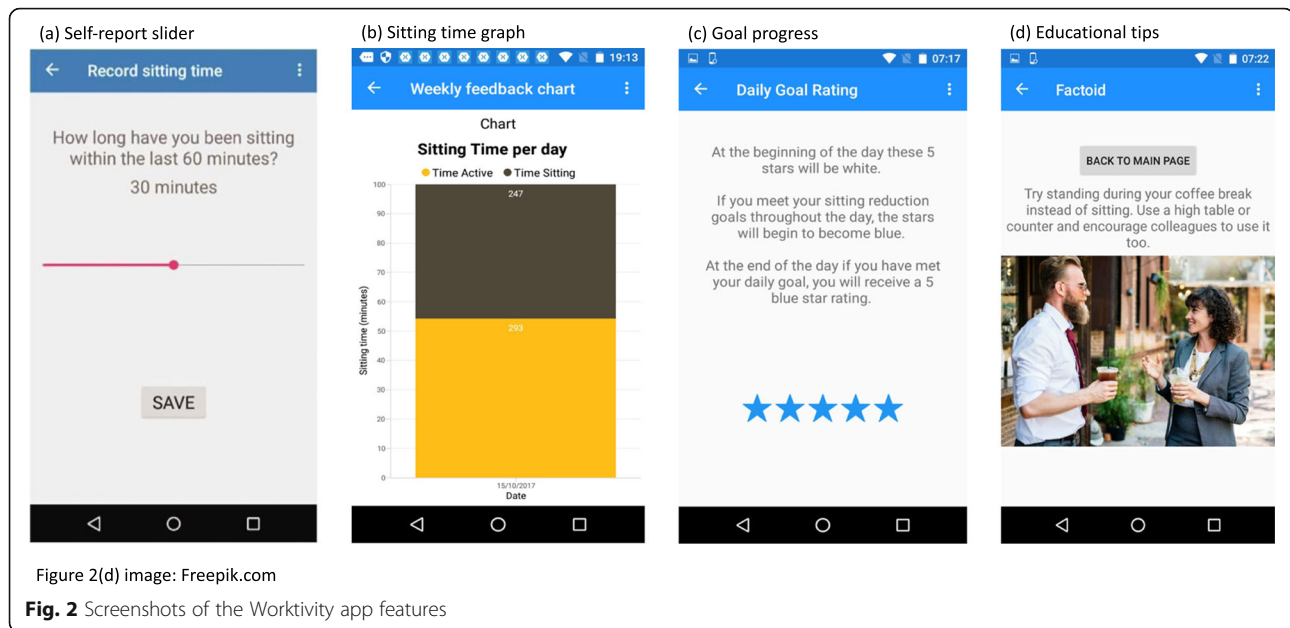 (a) Self-report slider
Record sitting time
How long have you been sitting
within the last 60 minutes?
30 minutes
SAVE
(b) Sitting time graph
19:13
Weekly feedback chart
Chart
Sitting Time per day
Time Active Time Sitting
100
90
80
70
60
50
40
30
20
10
0
Sitting time (minutes)
247
293
15/10/2017
Date
(c) Goal progress
07:17
Daily Goal Rating
At the beginning of the day these 5
stars will be white.
If you meet your sitting reduction
goals throughout the day, the stars
will begin to become blue.
At the end of the day if you have met
your daily goal, you will receive a 5
blue star rating.
(d) Educational tips
07:22
Factoid
BACK TO MAIN PAGE
Try standing during your coffee break
instead of sitting. Use a high table or
counter and encourage colleagues to use it
too.
Figure 2(d) image: Freepik.com
Fig. 2 Screenshots of the Worktivity app features